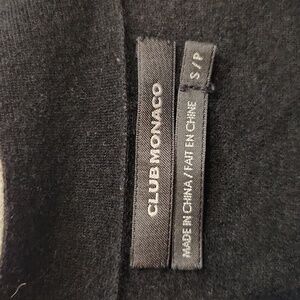 CLUB MONACO
S/P
MADE IN CHINA / FAIT EN CHINE